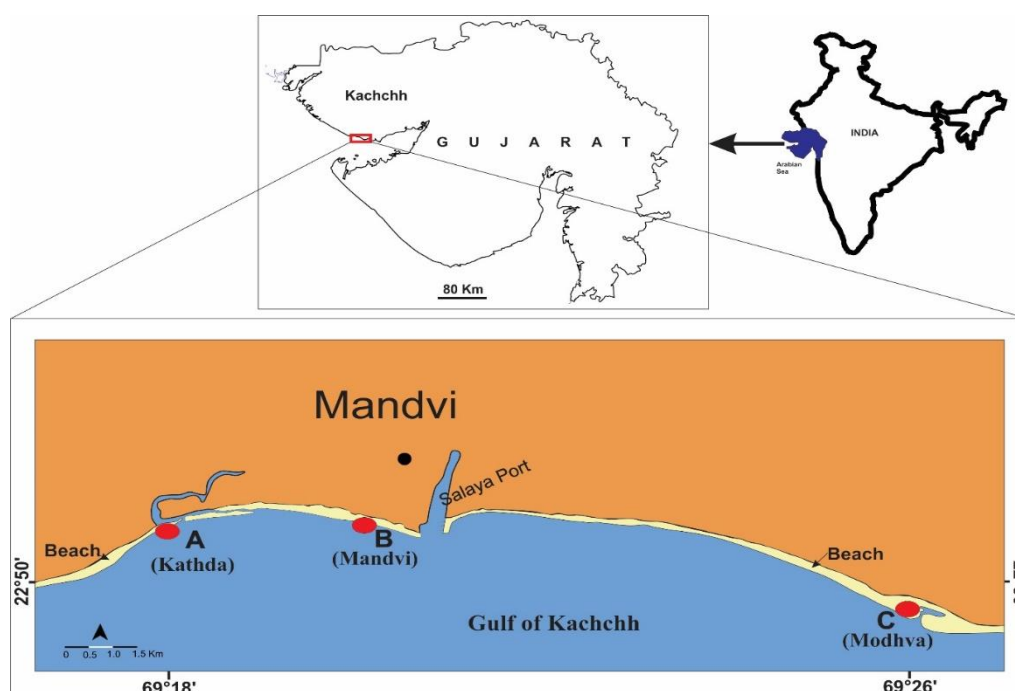 Kachchh
G U J A R A T
80 Km
INDIA
Arabian
Sea
Mandvi
Salaya Port
Beach
A
(Kathda)
B
(Mandvi)
Beach
C
(Modhva)
Gulf of Kachchh
22°50'
0 0.5 1.0 1.5 Km
69°18'
69°26'